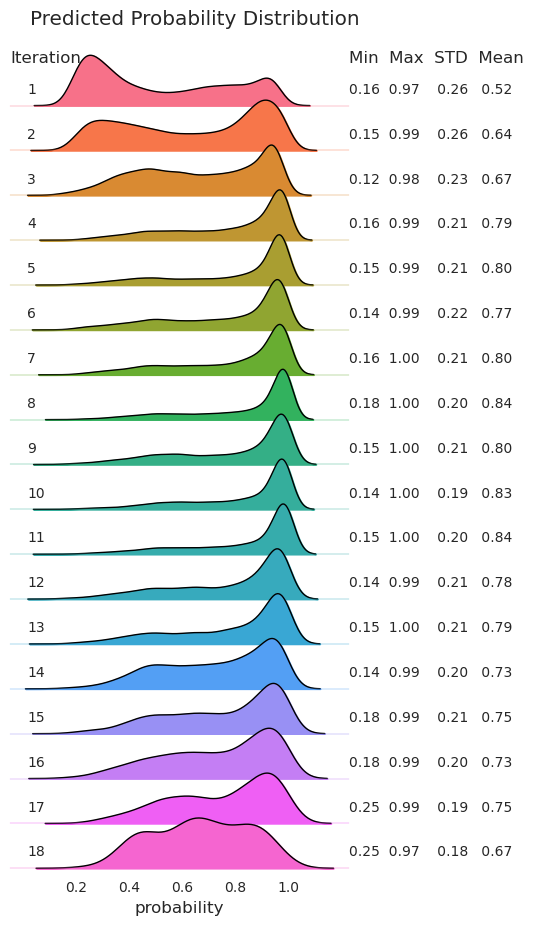 Predicted Probability Distribution
Iteration Min Max STD Mean
1 0.16 0.97 0.26 0.52
2 0.15 0.99 0.26 0.64
3 0.12 0.98 0.23 0.67
4 0.16 0.99 0.21 0.79
5 0.15 0.99 0.21 0.80
6 0.14 0.99 0.22 0.77
7 0.16 1.00 0.21 0.80
8 0.18 1.00 0.20 0.84
9 0.15 1.00 0.21 0.80
10 0.14 1.00 0.19 0.83
11 0.15 1.00 0.20 0.84
12 0.14 0.99 0.21 0.78
13 0.15 1.00 0.21 0.79
14 0.14 0.99 0.20 0.73
15 0.18 0.99 0.21 0.75
16 0.18 0.99 0.20 0.73
17 0.25 0.99 0.19 0.75
18 0.25 0.97 0.18 0.67
0.2 0.4 0.6 0.8 1.0
probability